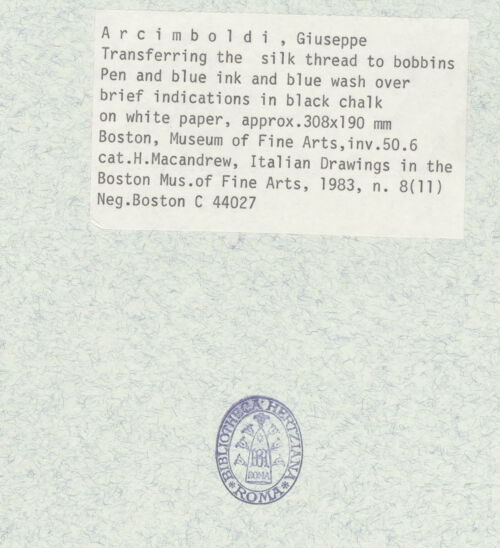 A r c i m b o l d i , Giuseppe
Transferring the  silk thread to bobbins
Pen and blue ink and blue wash over
brief indications in black chalk
on white paper, approx.308x190 mm
Boston, Museum of Fine Arts,inv.50.6
cat.H.Macandrew, Italian Drawings in the
Boston Mus.of Fine Arts, 1983, n. 8(11)
Neg.Boston C 44027
BIBLIOTHECA HERTZIANA
ROMA
* ROMA *